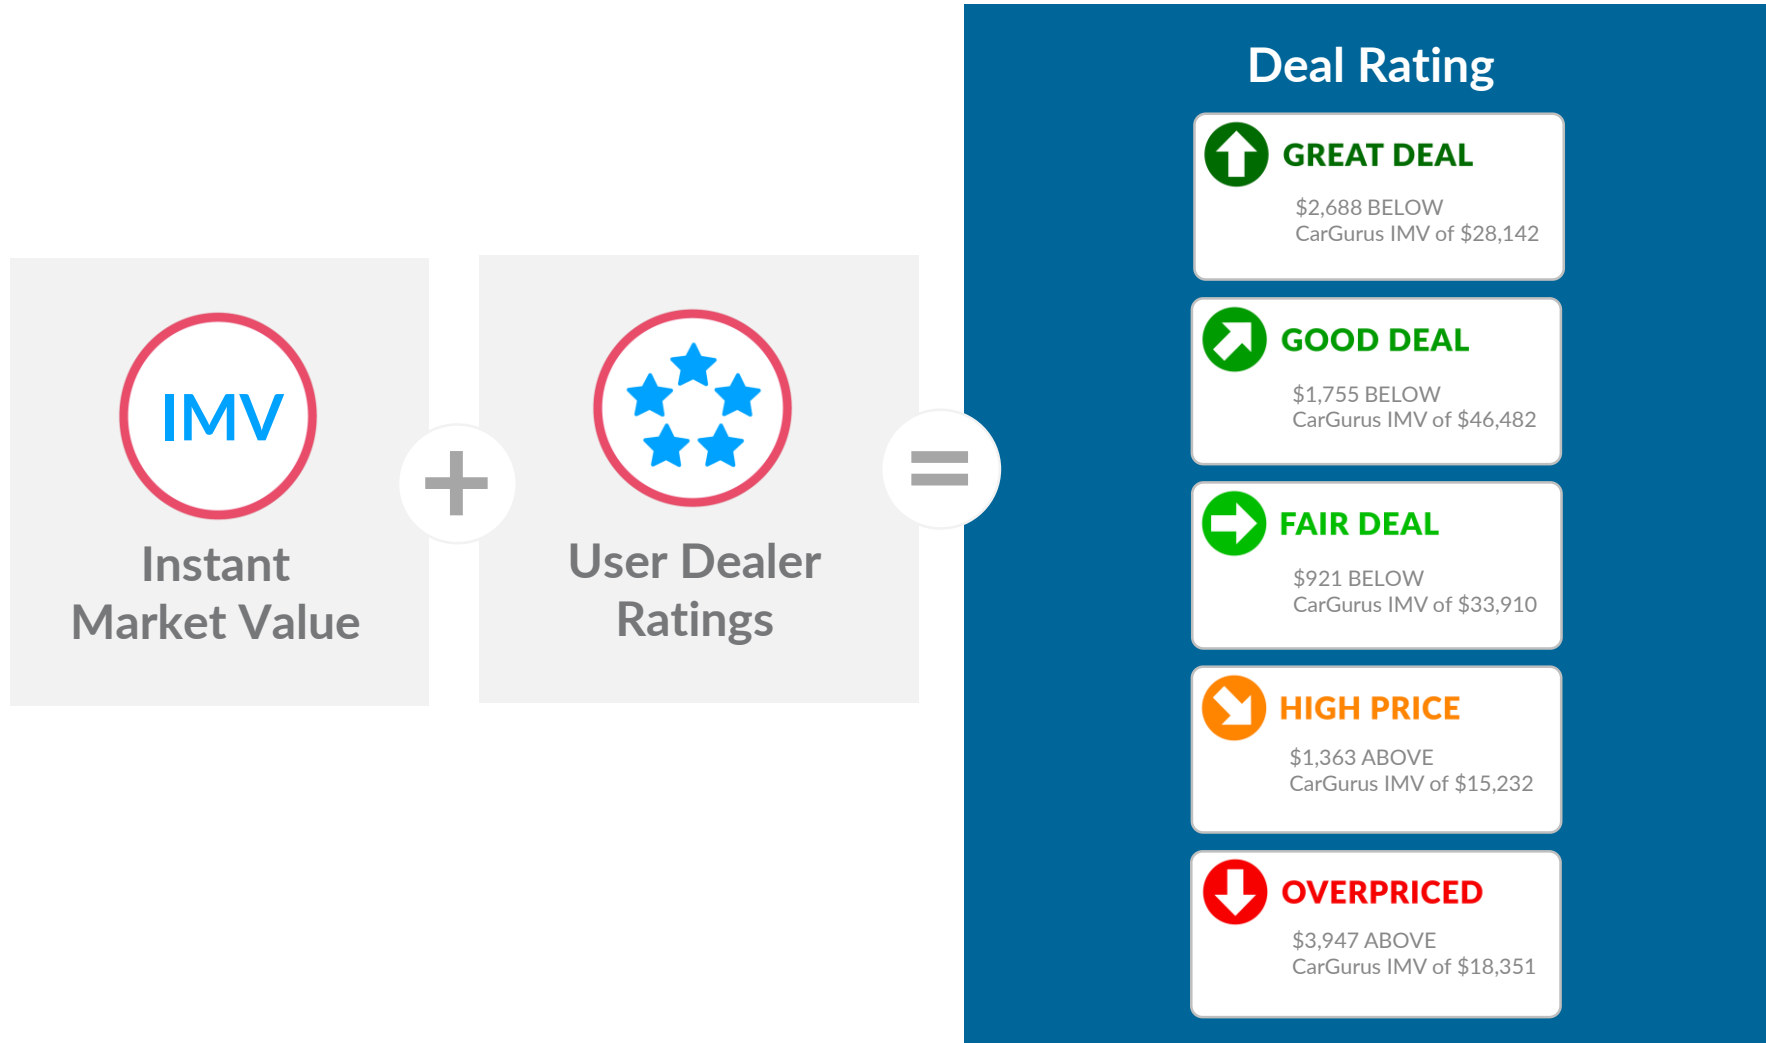 IMV
Instant
Market Value
+
User Dealer
Ratings
=
Deal Rating
GREAT DEAL
$2,688 BELOW
CarGurus IMV of $28,142
GOOD DEAL
$1,755 BELOW
CarGurus IMV of $46,482
FAIR DEAL
$921 BELOW
CarGurus IMV of $33,910
HIGH PRICE
$1,363 ABOVE
CarGurus IMV of $15,232
OVERPRICED
$3,947 ABOVE
CarGurus IMV of $18,351